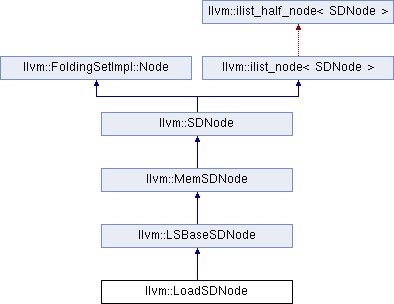 llvm::ilist_half_node< SDNode >
llvm::FoldingSetImpl::Node
llvm::ilist_node< SDNode >
llvm::SDNode
llvm::MemSDNode
llvm::LSBaseSDNode
llvm::LoadSDNode